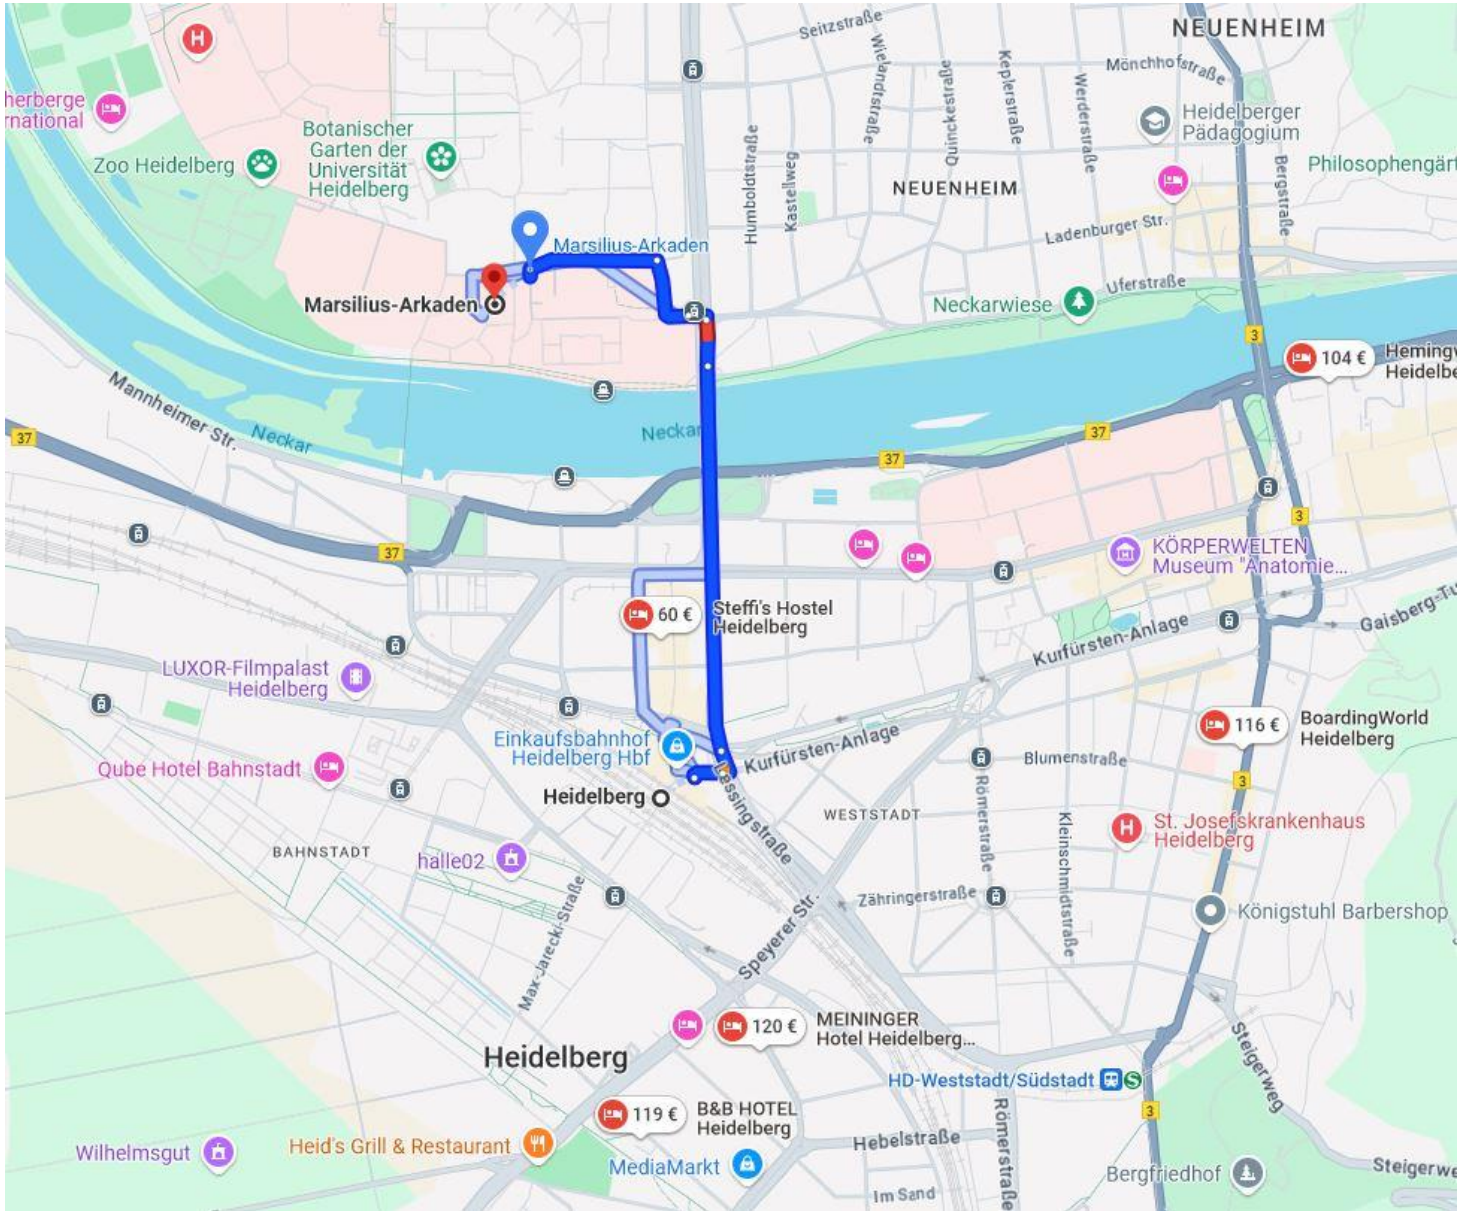 NEUENHEIM
Seitzstraße
Wielandtstraße
Quinckestraße
Keplerstraße
Werderstraße
Mönchhofstraße
Heidelberger
Pädagogium
Bergstraße
Philosophengärt
herberge
rnational
Zoo Heidelberg
Botanischer
Garten der
Universität
Heidelberg
Humboldtstraße
Kastellweg
NEUENHEIM
Ladenburger Str.
Marsilius-Arkaden
Marsilius-Arkaden
Neckarwiese
Uferstraße
3
104 €
Heidelbe
Mannheimer Str.
Neckar
Neckar
37
37
37
37
3
KÖRPERWELTEN
Museum "Anatomie...
60 €
Steffi's Hostel
Heidelberg
Kurfürsten-Anlage
LUXOR-Filmpalast
Heidelberg
Einkaufsbahnhof
Heidelberg Hbf
Kurfürsten-Anlage
116 €
BoardingWorld
Heidelberg
Qube Hotel Bahnstadt
Blumenstraße
3
Heidelberg
Lessingstraße
WESTSTADT
Römerstraße
Kleinschmidtstraße
H
St. Josefskrankenhaus
Heidelberg
BAHNSTADT
halle02
Zähringerstraße
Königstuhl Barbershop
Max-Jarecki-Straße
Speyerer Str.
120 €
MEININGER
Hotel Heidelberg...
Heidelberg
HD-Weststadt/Südstadt
S
Steigerweg
3
119 €
B&B HOTEL
Heidelberg
Römerstraße
Hebelstraße
Wilhelmsgut
Heid's Grill & Restaurant
MediaMarkt
Bergfriedhof
Steigerwe
Im Sand
H